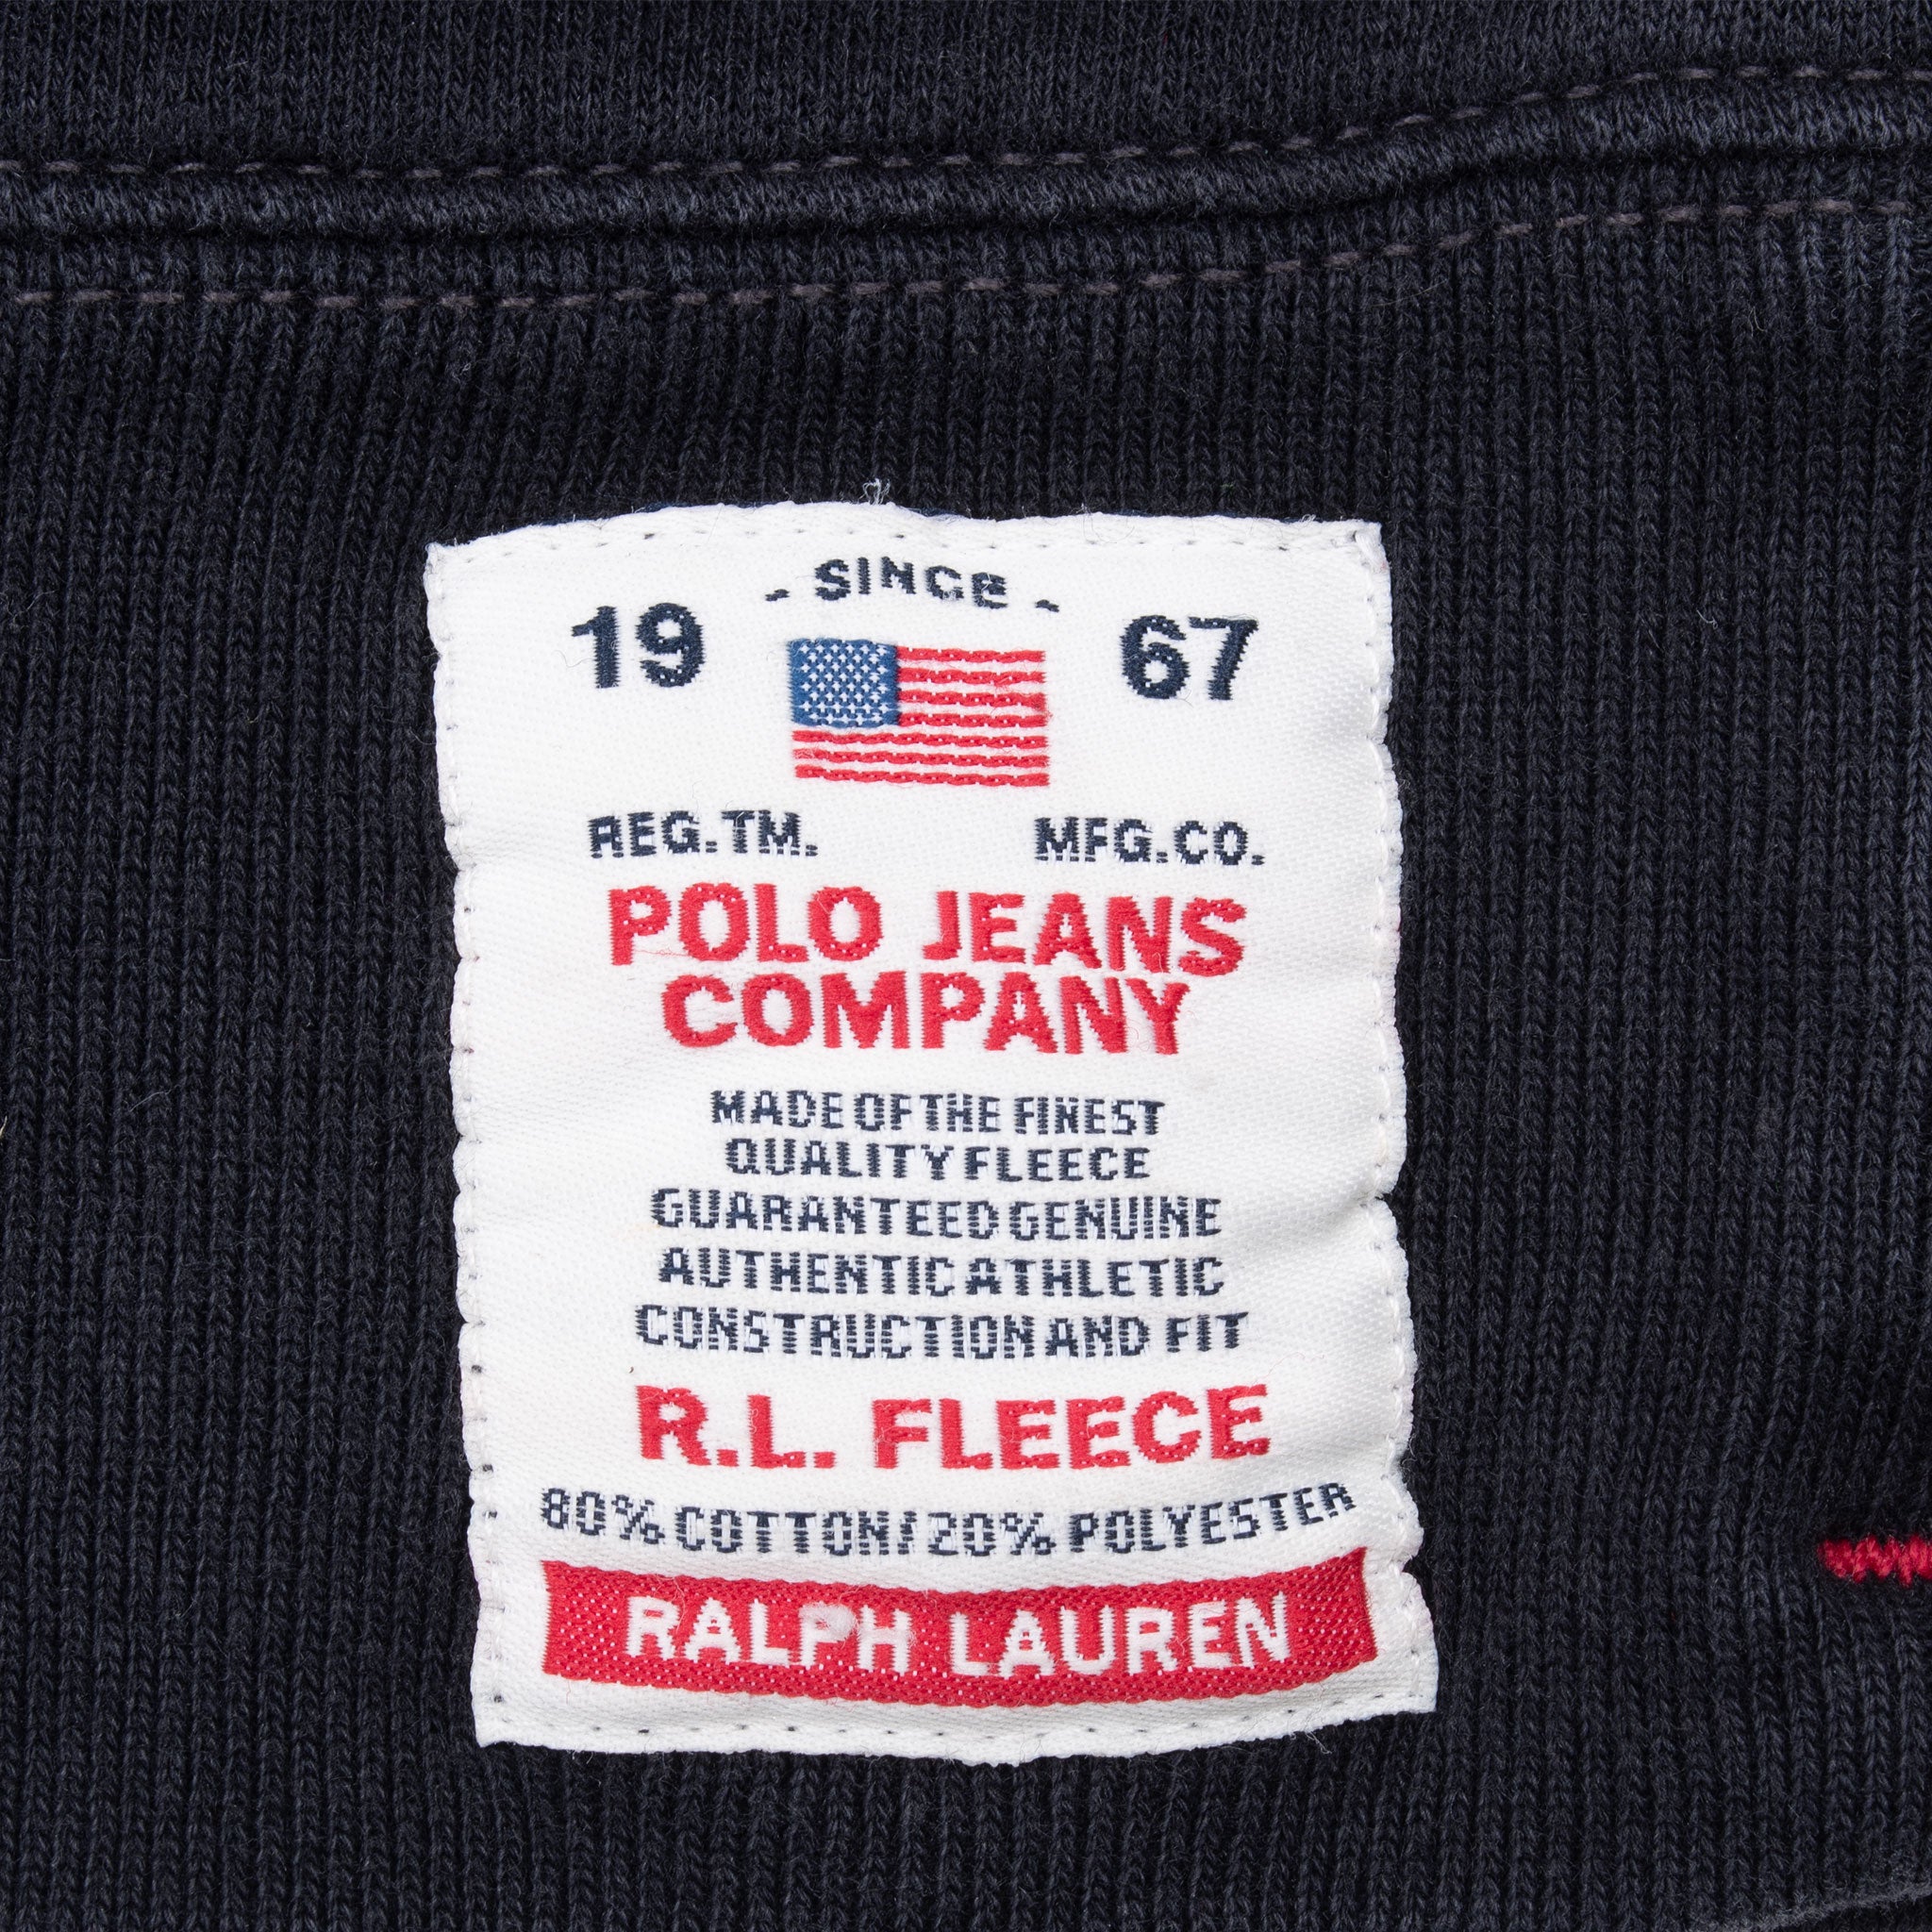 - SINCE -
19 67
REG. TM. MFG. CO.
POLO JEANS
COMPANY
MADE OF THE FINEST
QUALITY FLEECE
GUARANTEED GENUINE
AUTHENTIC ATHLETIC
CONSTRUCTION AND FIT
R.L. FLEECE
80% COTTON/20% POLYESTER
RALPH LAUREN